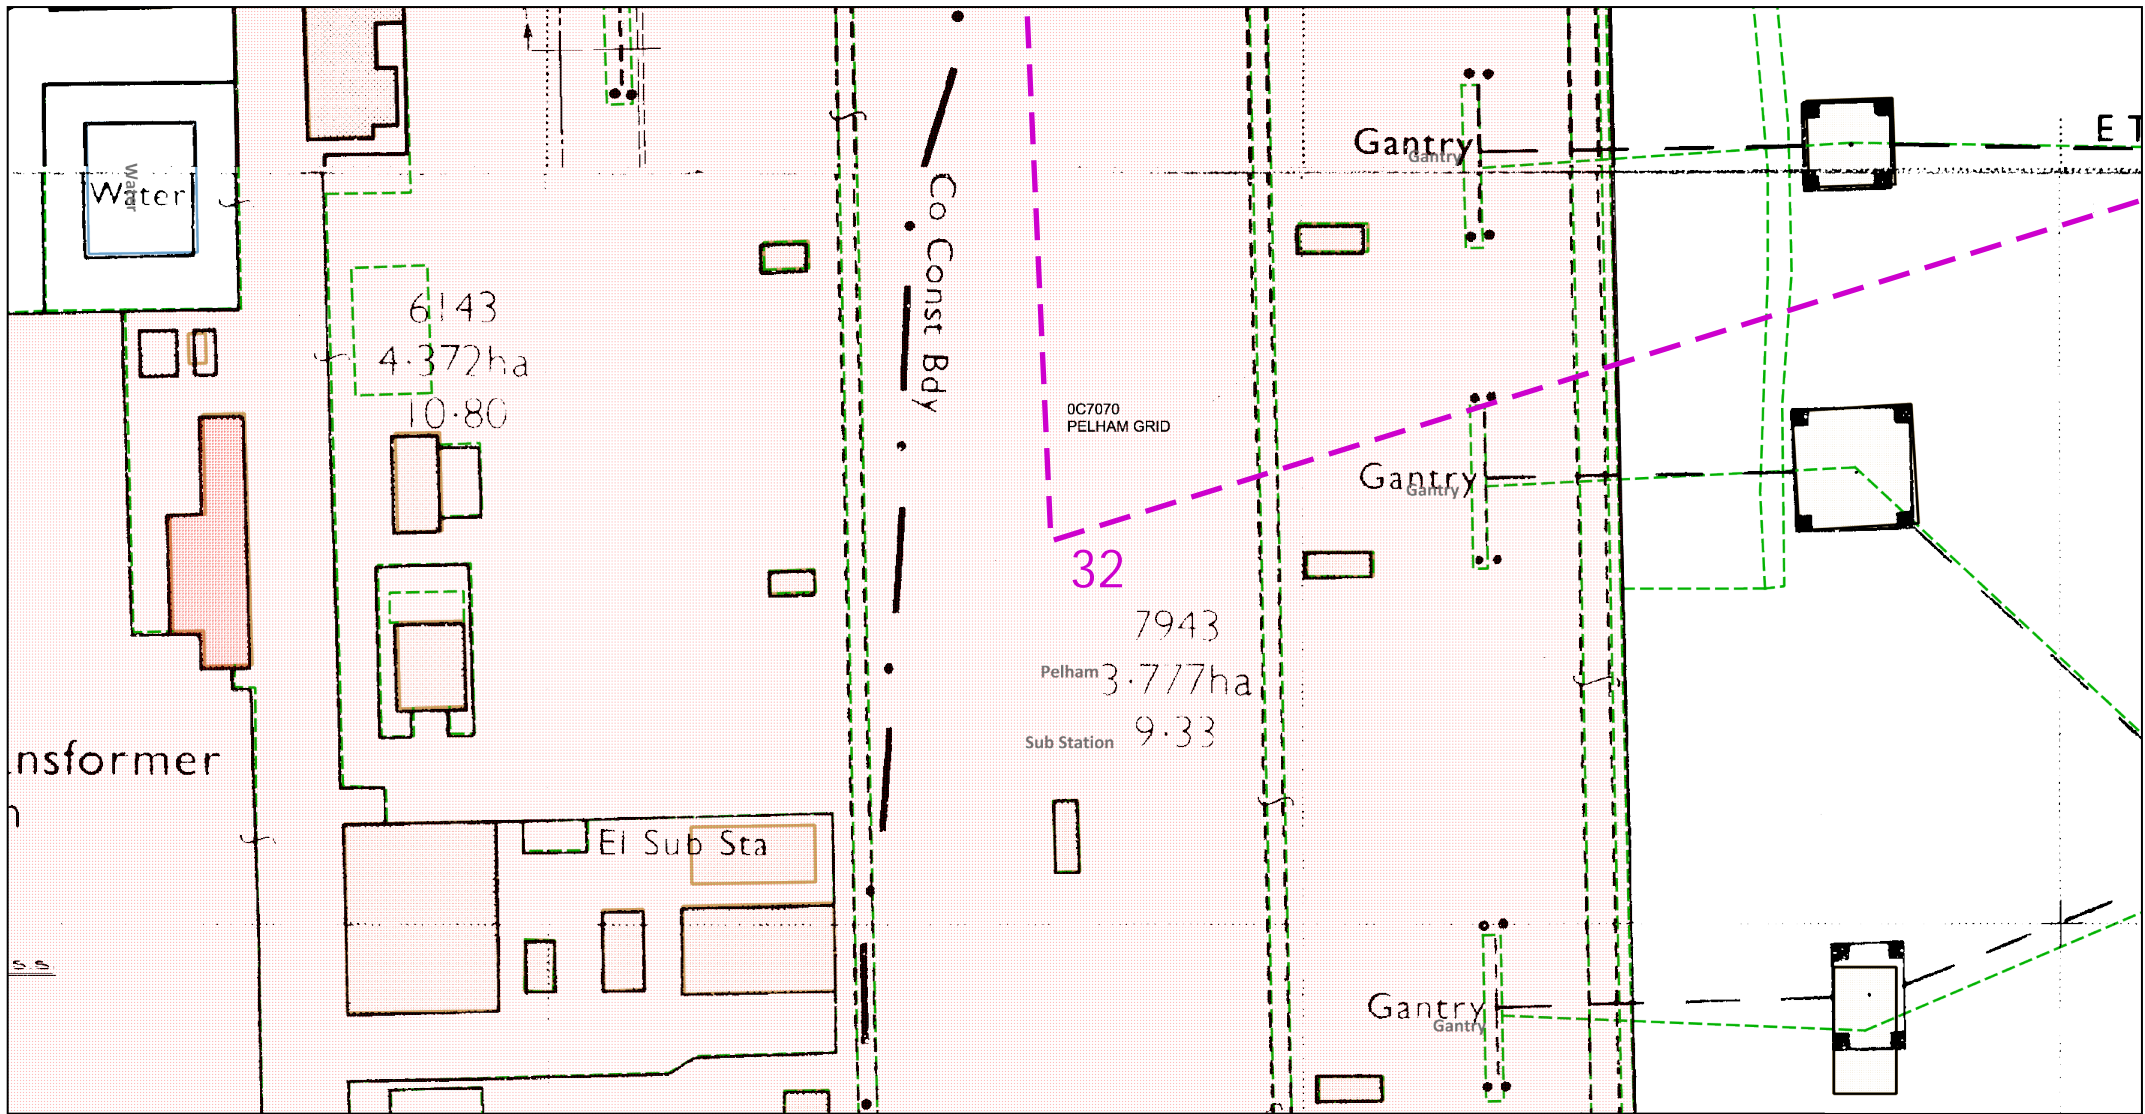 E T
Gantry
Gantry
Water
Water
Co Const Bdy
6143
4·372ha
10·80
0C7070
PELHAM GRID
Gantry
Gantry
32
7943
Pelham
3·777ha
Sub Station
9·33
nsformer
n
El Sub Sta
s s
Gantry
Gantry